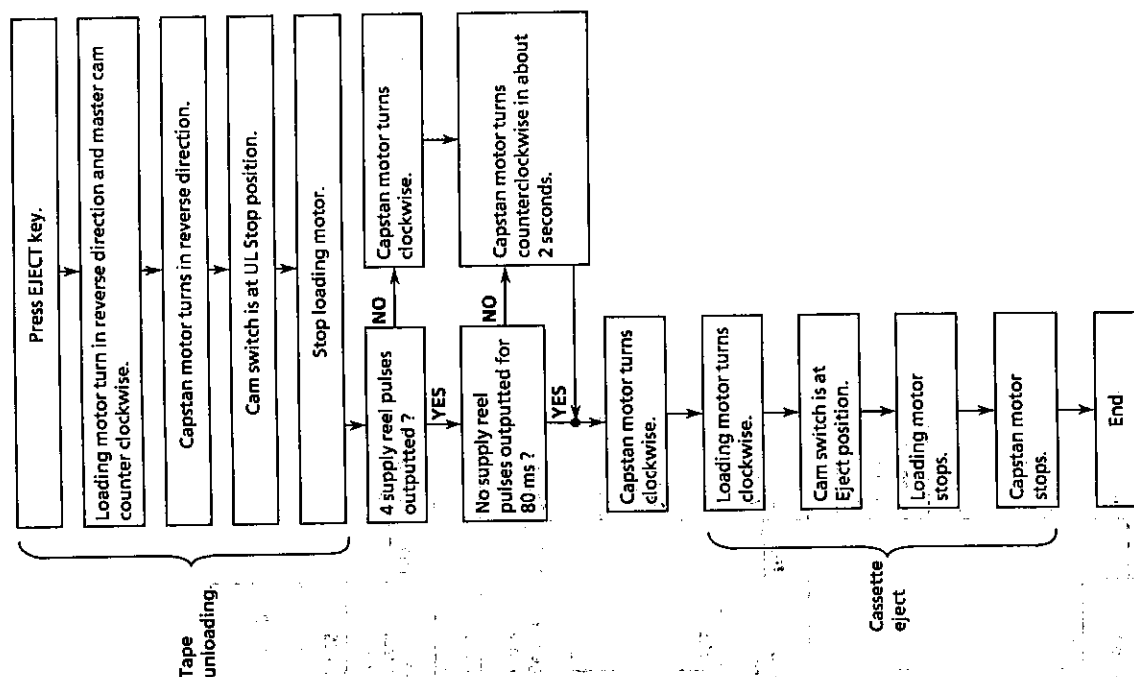 Press EJECT key.
Loading motor turn in reverse direction and master cam
counter clockwise.
Capstan motor turns in reverse direction.
Cam switch is at UL Stop position.
Stop loading motor.
Tape
unloading.
4 supply reel pulses
outputted ?
NO
Capstan motor turns
clockwise.
YES
No supply reel
pulses outputted for
80 ms ?
NO
Capstan motor turns
counterclockwise in about
2 seconds.
YES
Capstan motor turns
clockwise.
Loading motor turns
clockwise.
Cam switch is at
Eject position.
Loading motor
stops.
Capstan motor
stops.
Cassette
eject
End